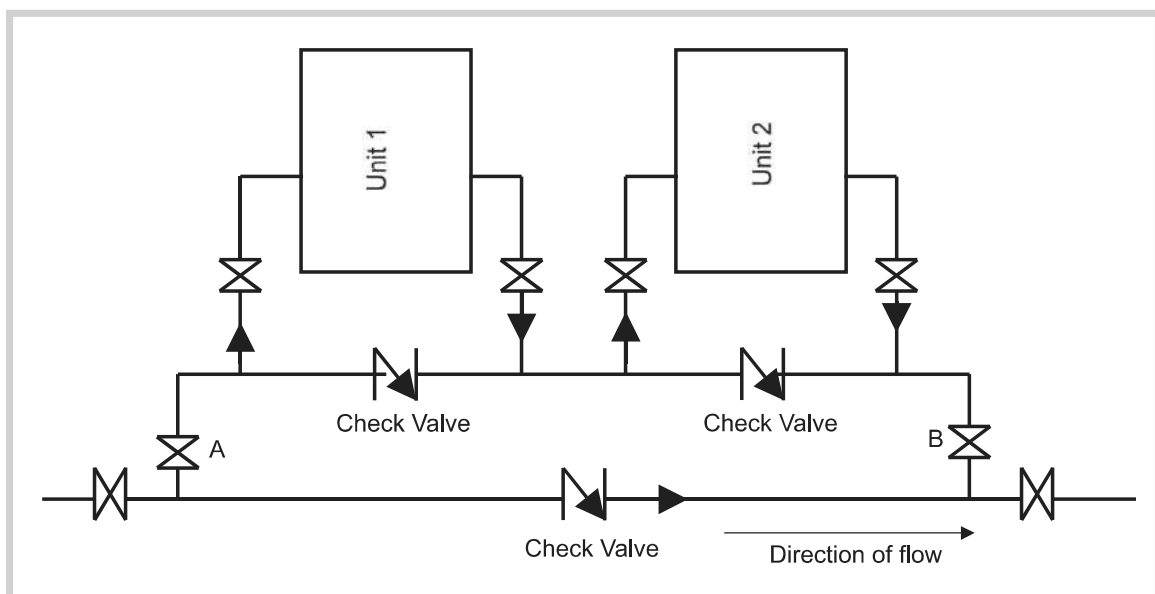 Unit 1
Unit 2
Check Valve
Check Valve
A
B
Check Valve
Direction of flow